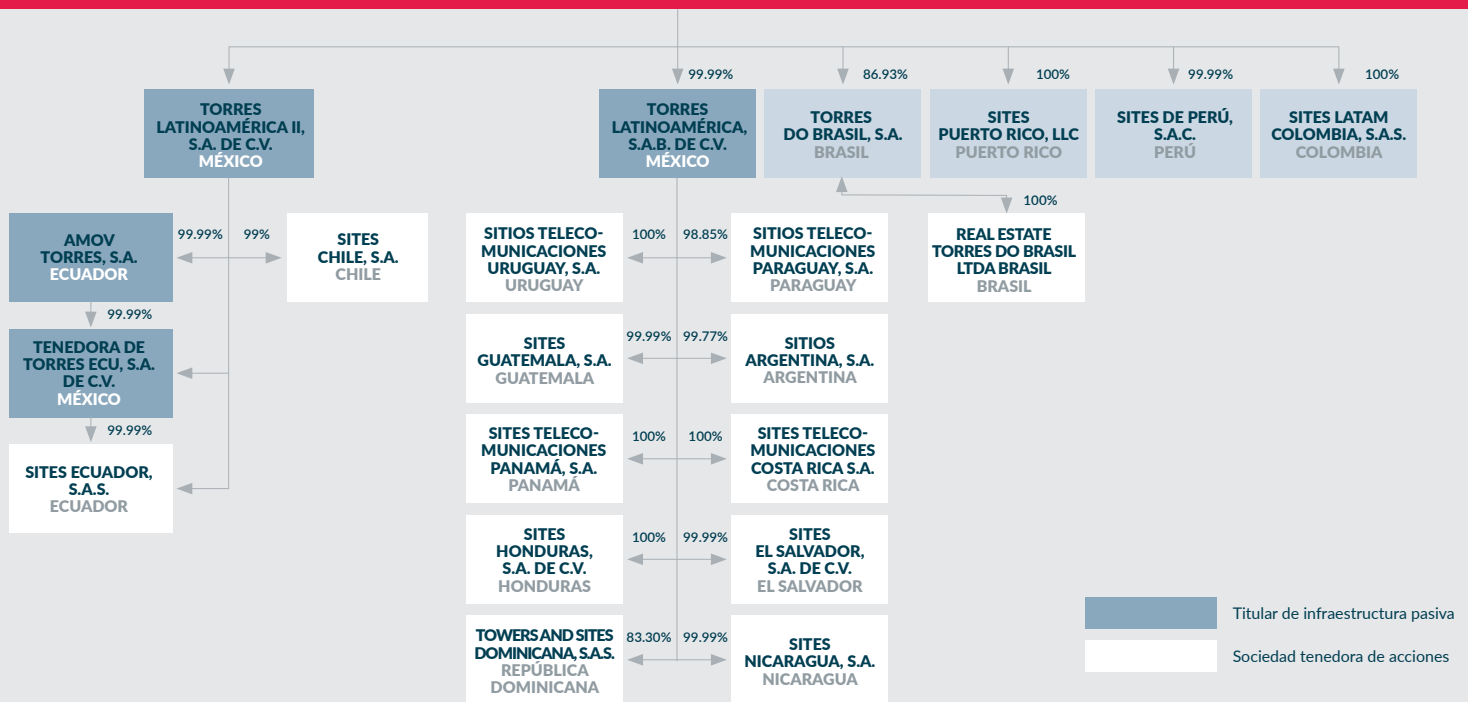 99.99%
86.93%
100%
99.99%
100%
TORRES
LATINOAMÉRICA II,
S.A. DE C.V.
MÉXICO
TORRES
LATINOAMÉRICA,
S.A.B. DE C.V.
MÉXICO
TORRES
DO BRASIL, S.A.
BRASIL
SITES
PUERTO RICO, LLC
PUERTO RICO
SITES DE PERÚ,
S.A.C.
PERÚ
SITES LATAM
COLOMBIA, S.A.S.
COLOMBIA
100%
AMOV
TORRES, S.A.
ECUADOR
99.99%
99%
SITES
CHILE, S.A.
CHILE
99.99%
TENEDORA DE
TORRES ECU, S.A.
DE C.V.
MÉXICO
99.99%
SITES ECUADOR,
S.A.S.
ECUADOR
SITIOS TELECO-
MUNICACIONES
URUGUAY, S.A.
URUGUAY
100%
98.85%
SITIOS TELECO-
MUNICACIONES
PARAGUAY, S.A.
PARAGUAY
REAL ESTATE
TORRES DO BRASIL
LTDA BRASIL
BRASIL
SITES
GUATEMALA, S.A.
GUATEMALA
99.99%
99.77%
SITIOS
ARGENTINA, S.A.
ARGENTINA
SITES TELECO-
MUNICACIONES
PANAMÁ, S.A.
PANAMÁ
100%
100%
SITES TELECO-
MUNICACIONES
COSTA RICA S.A.
COSTA RICA
SITES
HONDURAS,
S.A. DE C.V.
HONDURAS
100%
99.99%
SITES
EL SALVADOR,
S.A. DE C.V.
EL SALVADOR
TOWERS AND SITES
DOMINICANA, S.A.S.
REPÚBLICA
DOMINICANA
83.30%
99.99%
SITES
NICARAGUA, S.A.
NICARAGUA
Titular de infraestructura pasiva
Sociedad tenedora de acciones